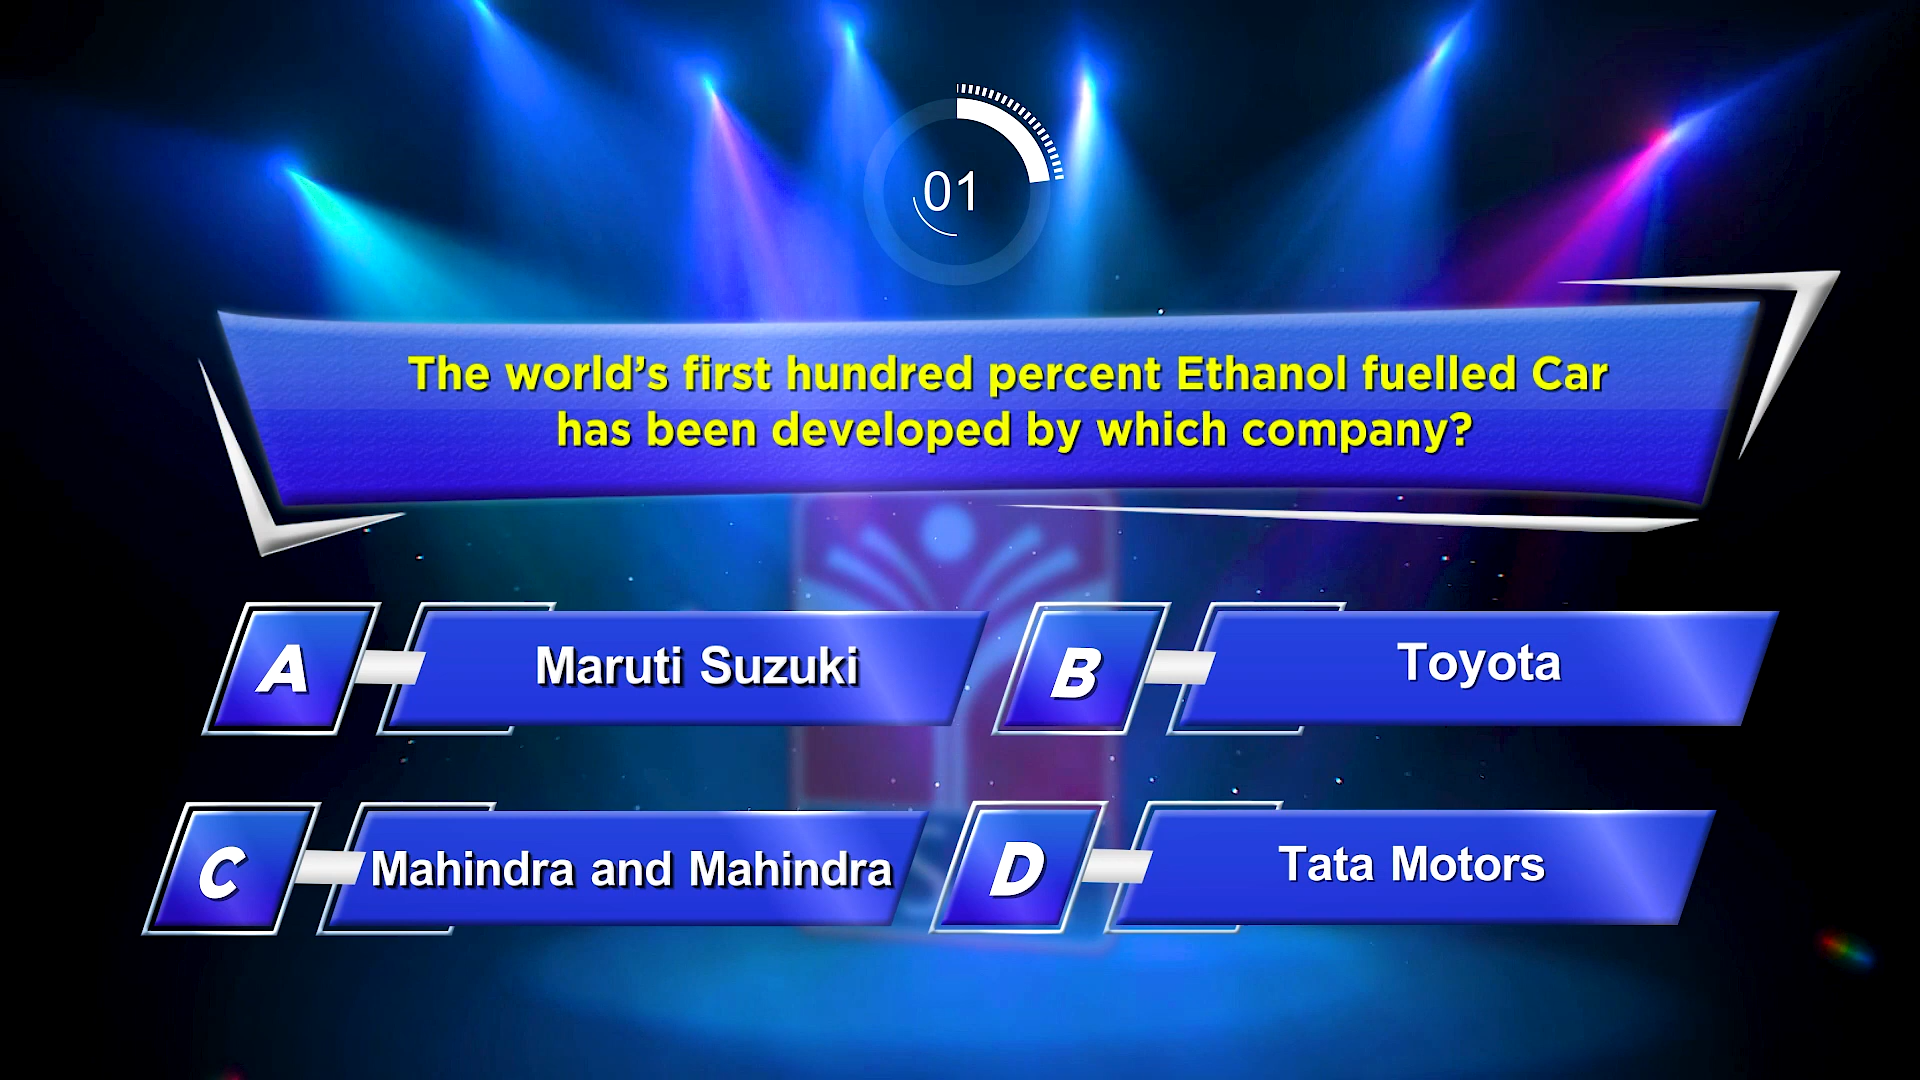 01
The world’s first hundred percent Ethanol fuelled Car
has been developed by which company?
A Maruti Suzuki
B Toyota
C Mahindra and Mahindra
D Tata Motors